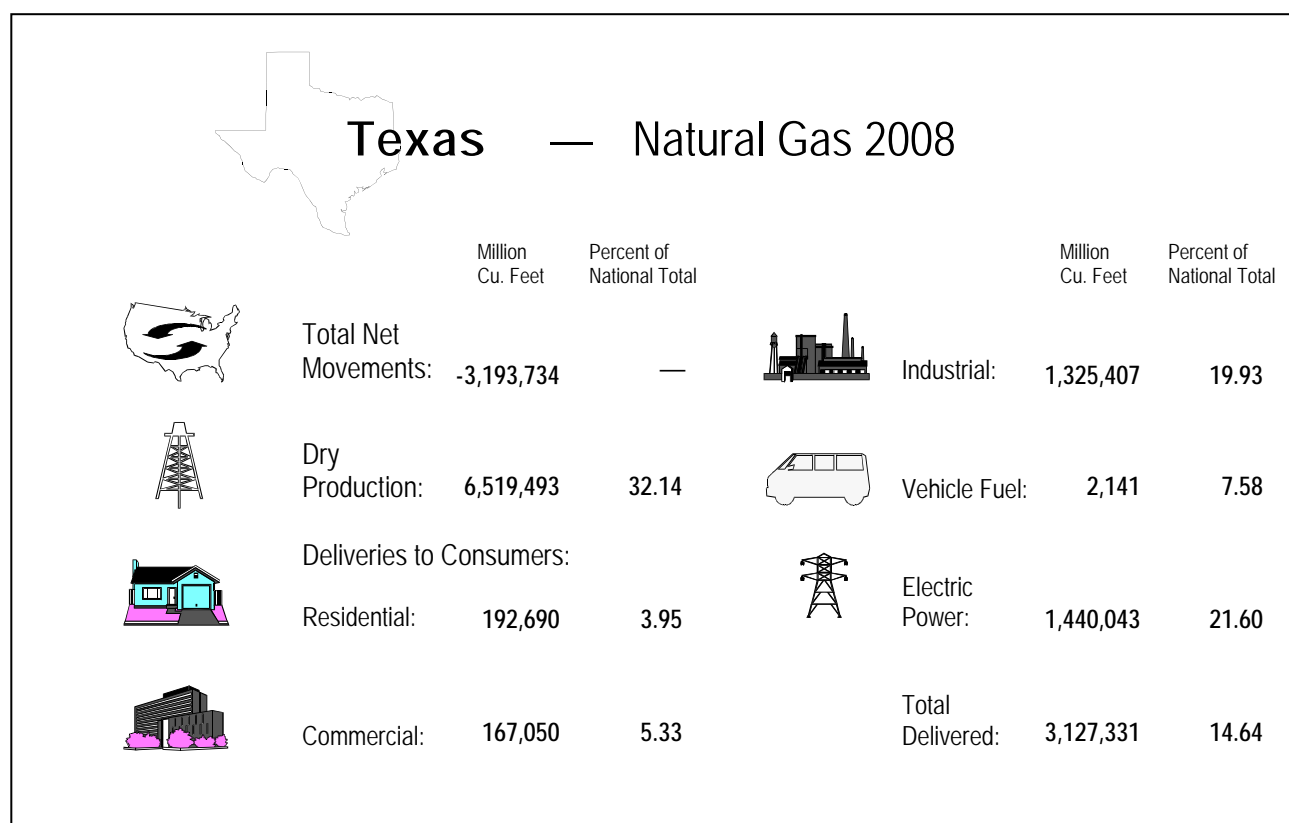 Texas — Natural Gas 2008
Million
Cu. Feet
Percent of
National Total
Total Net
Movements: -3,193,734 —
Dry
Production: 6,519,493 32.14
Deliveries to Consumers:
Residential: 192,690 3.95
Commercial: 167,050 5.33
Million
Cu. Feet
Percent of
National Total
Industrial: 1,325,407 19.93
Vehicle Fuel: 2,141 7.58
Electric
Power: 1,440,043 21.60
Total
Delivered: 3,127,331 14.64